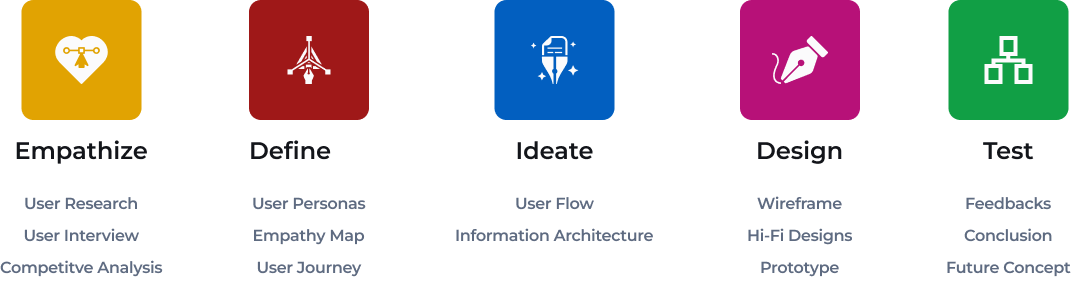 Empathize
User Research
User Interview
Competitve Analysis
Define
User Personas
Empathy Map
User Journey
Ideate
User Flow
Information Architecture
Design
Wireframe
Hi-Fi Designs
Prototype
Test
Feedbacks
Conclusion
Future Concept